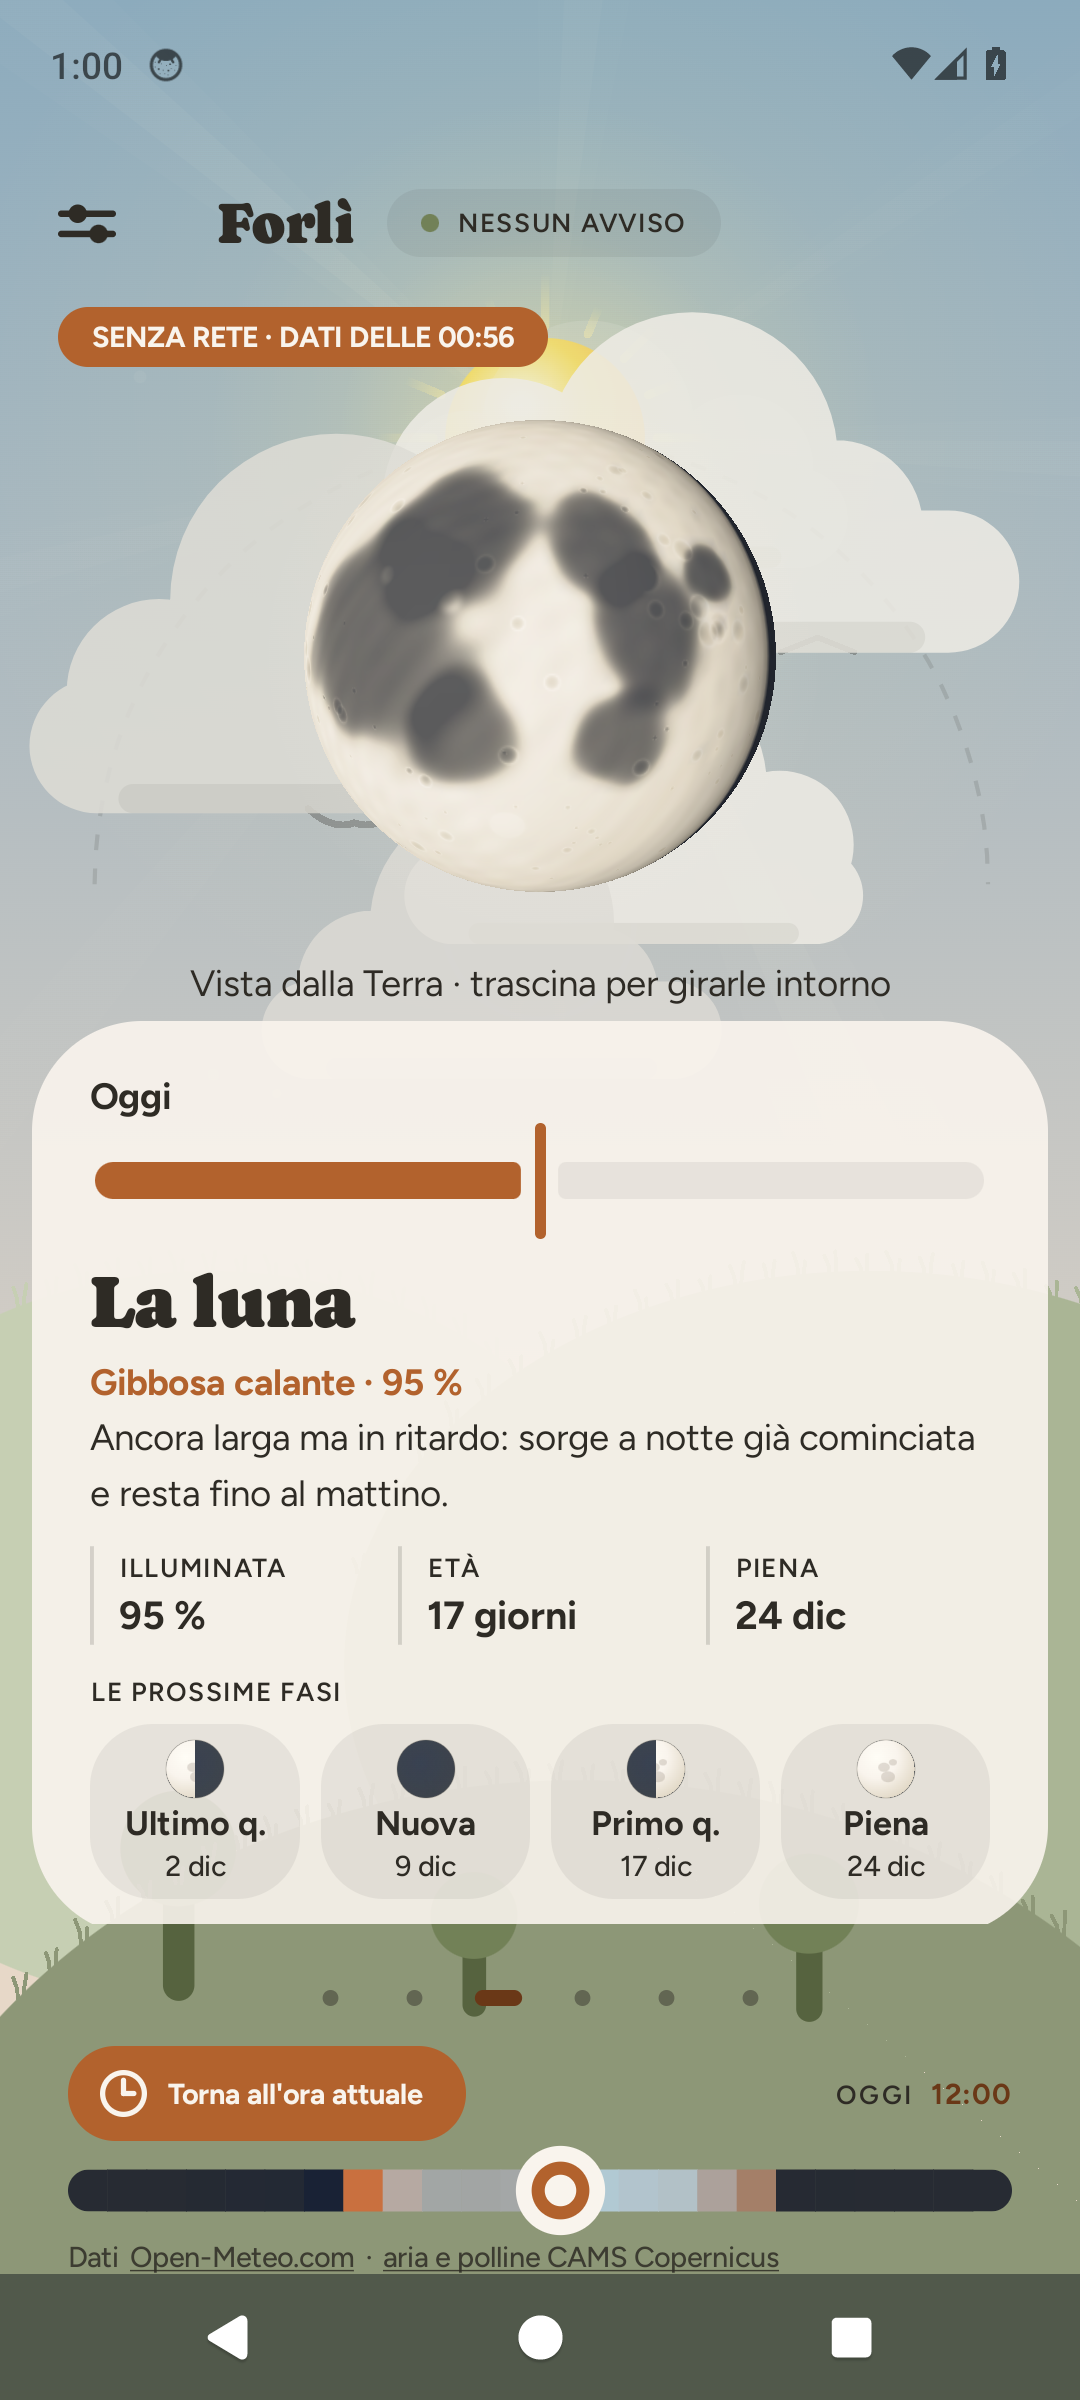 1:00
Forlì
NESSUN AVVISO
SENZA RETE · DATI DELLE 00:56
Vista dalla Terra · trascina per girarle intorno
Oggi
La luna
Gibbosa calante · 95 %
Ancora larga ma in ritardo: sorge a notte già cominciata
e resta fino al mattino.
ILLUMINATA
95 %
ETÀ
17 giorni
PIENA
24 dic
LE PROSSIME FASI
Ultimo q.
2 dic
Nuova
9 dic
Primo q.
17 dic
Piena
24 dic
Torna all'ora attuale
OGGI 12:00
Dati Open-Meteo.com · aria e polline CAMS Copernicus